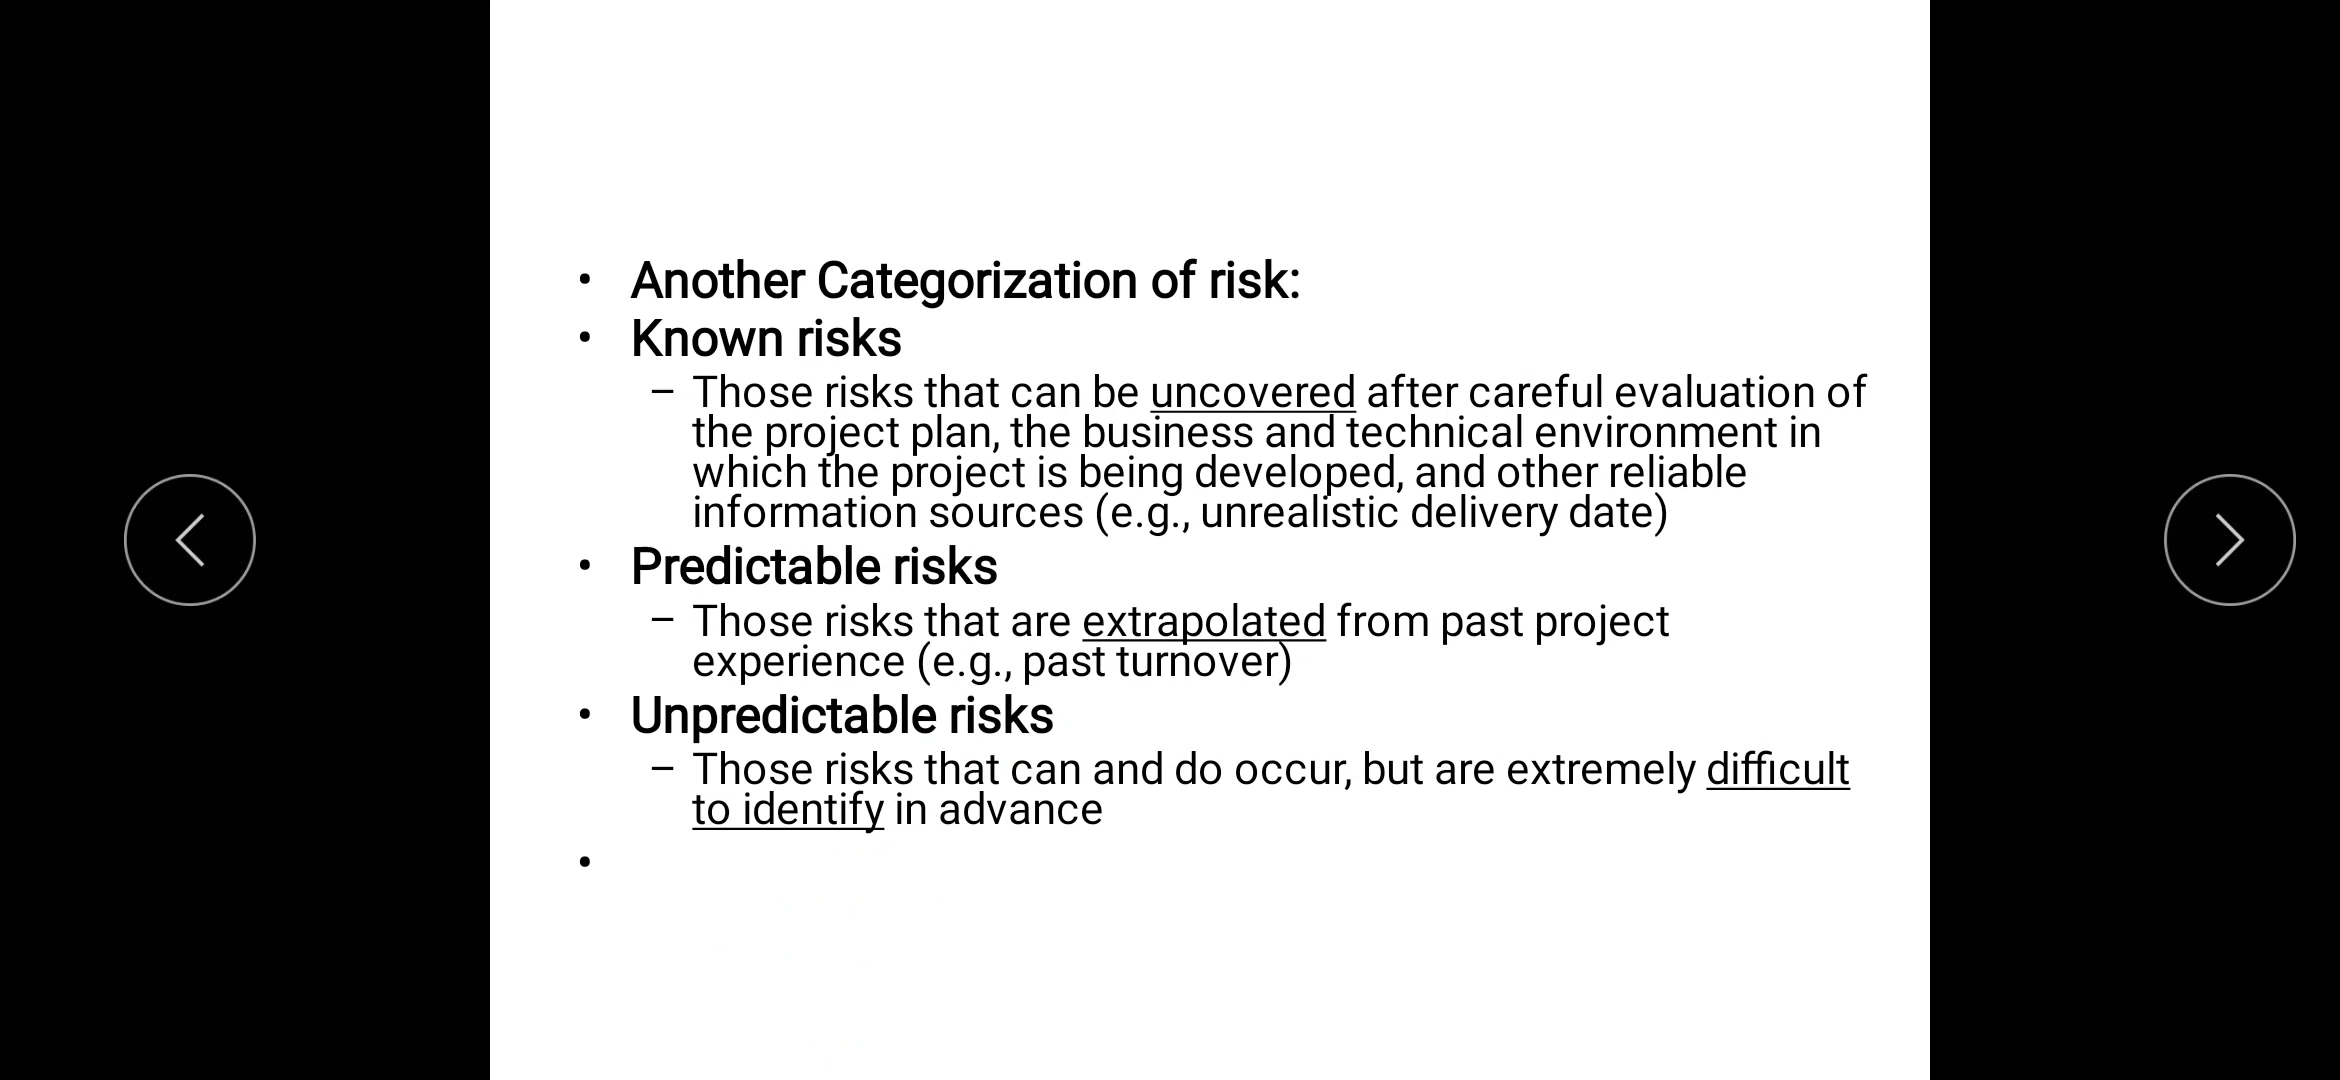 • Another Categorization of risk:
• Known risks
– Those risks that can be uncovered after careful evaluation of
the project plan, the business and technical environment in
which the project is being developed, and other reliable
information sources (e.g., unrealistic delivery date)
• Predictable risks
– Those risks that are extrapolated from past project
experience (e.g., past turnover)
• Unpredictable risks
– Those risks that can and do occur, but are extremely difficult
to identify in advance
•